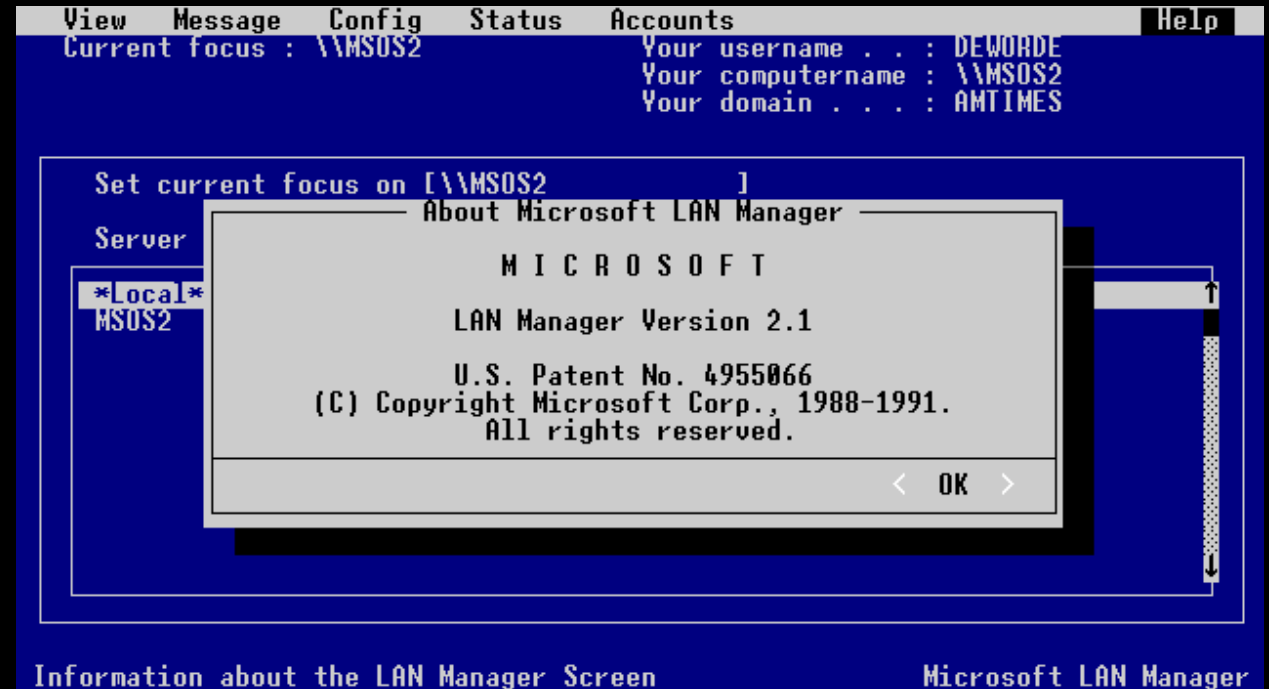 View Message Config Status Accounts Help
Current focus : \\MSOS2 Your username . . : DEWORDE
Your computername : \\MSOS2
Your domain . . . : AMTIMES
Set current focus on [\\MSOS2 ]
About Microsoft LAN Manager
Server
M I C R O S O F T
*Local*
MSOS2
LAN Manager Version 2.1
U.S. Patent No. 4955066
(C) Copyright Microsoft Corp., 1988-1991.
All rights reserved.
< OK >
Information about the LAN Manager Screen Microsoft LAN Manager